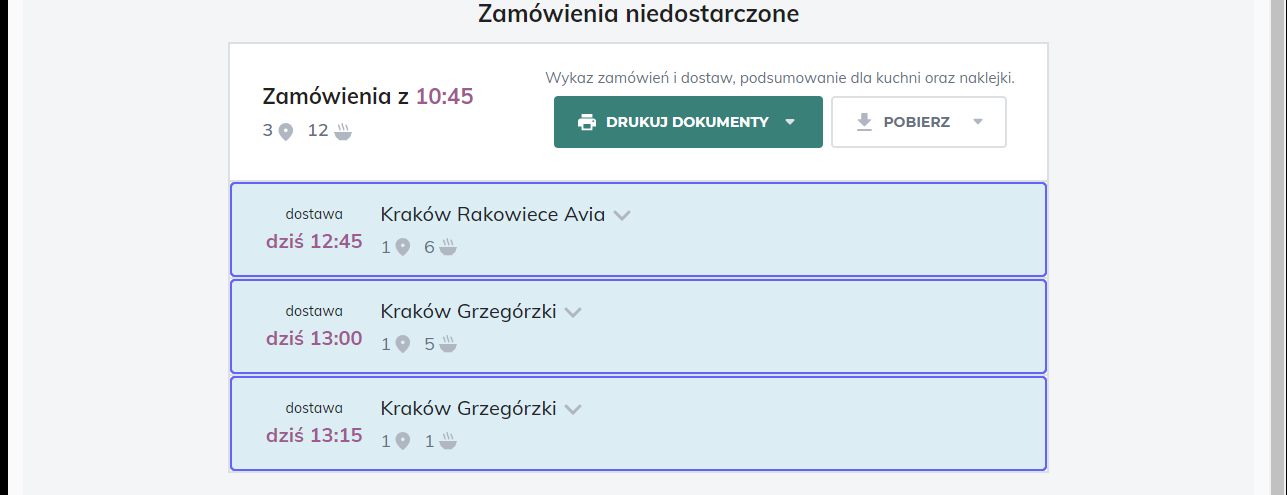 Zamówienia niedostarczone
Wykaz zamówień i dostaw, podsumowanie dla kuchni oraz naklejki.
Zamówienia z 10:45
3 12
DRUKUJ DOKUMENTY
POBIERZ
dostawa
dziś 12:45
Kraków Rakowiece Avia
1 6
dostawa
dziś 13:00
Kraków Grzegórzki
1 5
dostawa
dziś 13:15
Kraków Grzegórzki
1 1